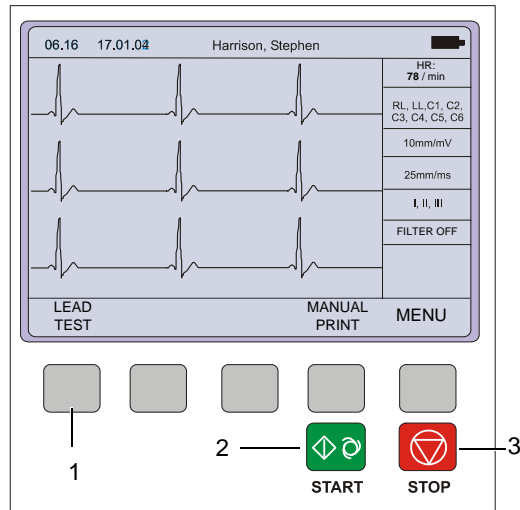 06.16 17.01.04 Harrison, Stephen
HR:
78 / min
RL, LL,C1, C2,
C3, C4, C5, C6
10mm/mV
25mm/ms
I, II, III
FILTER OFF
LEAD
TEST
MANUAL
PRINT
MENU
1
2
3
START
STOP